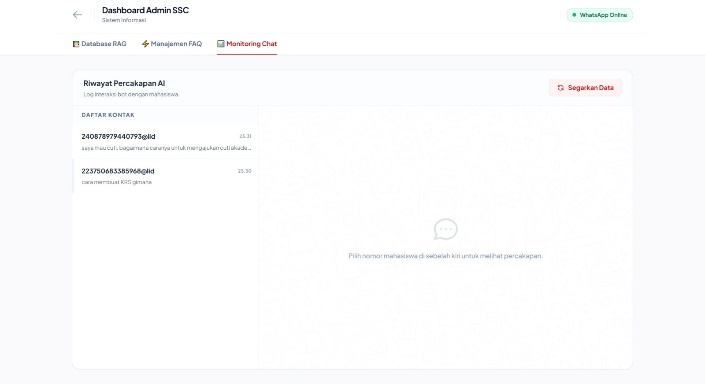 Dashboard Admin SSC
Sistem Informasi
WhatsApp Online
Database RAG
Manajemen FAQ
Monitoring Chat
Riwayat Percakapan AI
Log interaksi bot dengan mahasiswa.
Segarkan Data
DAFTAR KONTAK
240878979440793@lid
23.31
saya mau cuti, bagaimana caranya untuk mengajukan cuti akade...
223750683385968@lid
23.30
cara membuat KRS gimana
Pilih nomor mahasiswa di sebelah kiri untuk melihat percakapan.